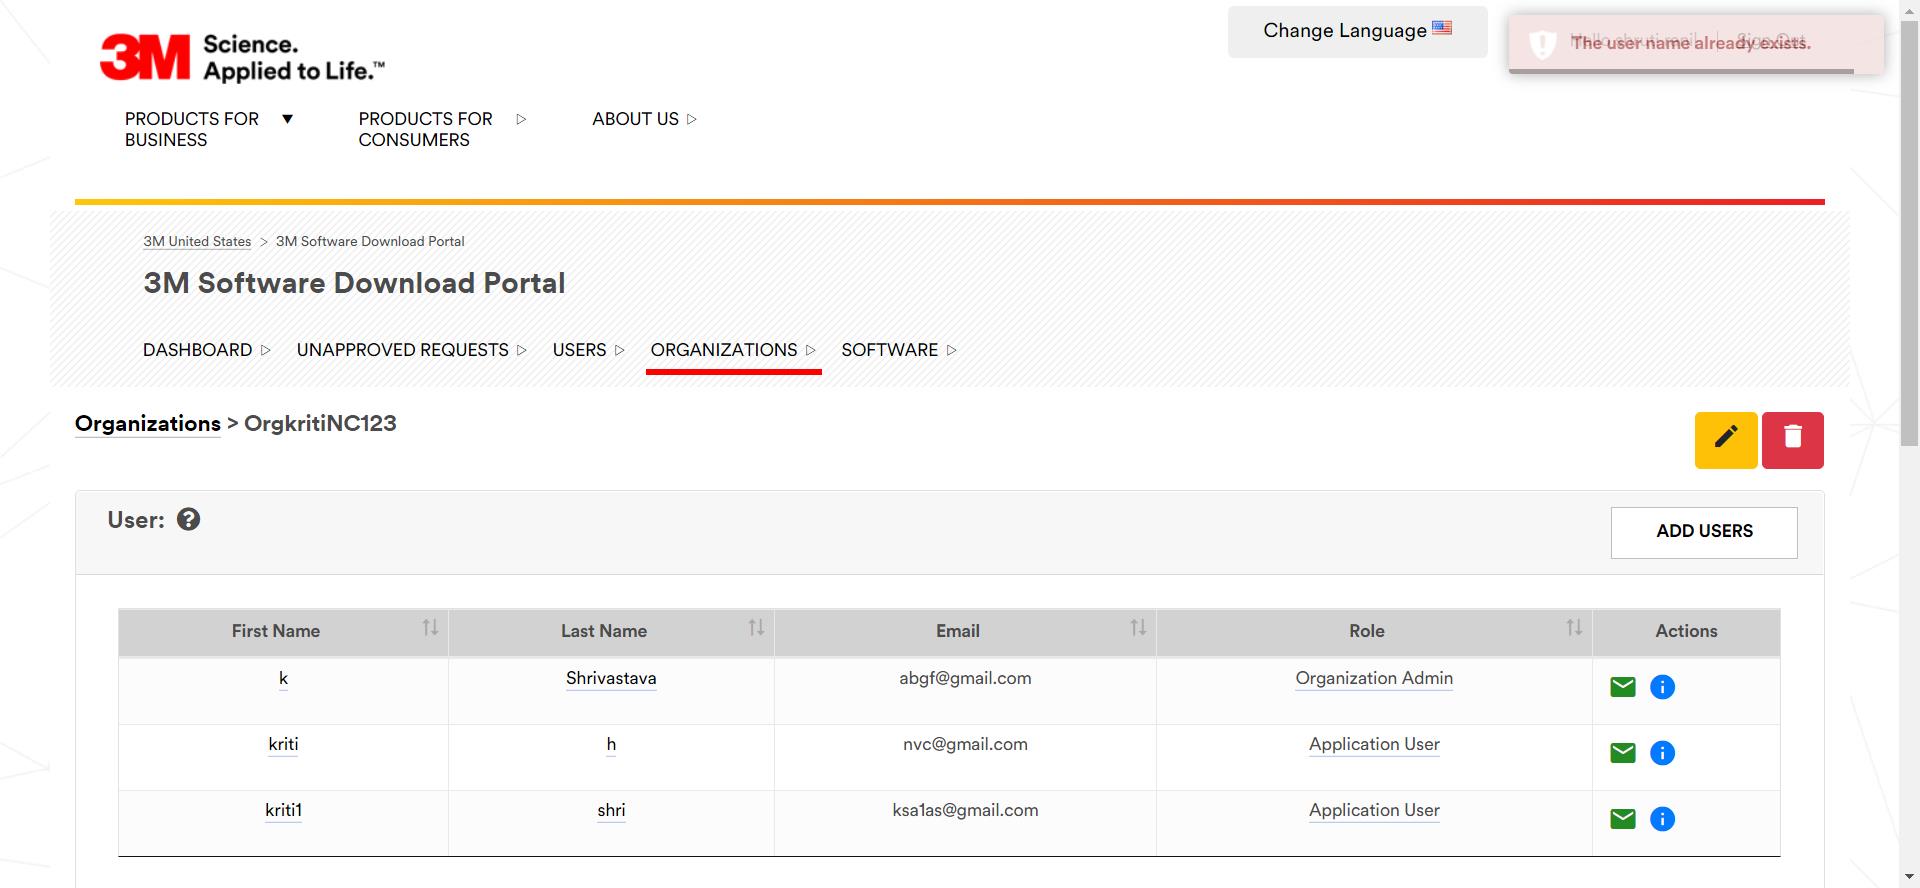 Change Language
The user name already exists.
Sign Out
3M Science.
Applied to Life.™
PRODUCTS FOR
BUSINESS
PRODUCTS FOR
CONSUMERS
ABOUT US
3M United States > 3M Software Download Portal
3M Software Download Portal
DASHBOARD UNAPPROVED REQUESTS USERS ORGANIZATIONS SOFTWARE
Organizations > OrgkritiNC123
User:
ADD USERS
First Name Last Name Email Role Actions
k Shrivastava abgf@gmail.com Organization Admin
kriti h nvc@gmail.com Application User
kriti1 shri ksa1as@gmail.com Application User